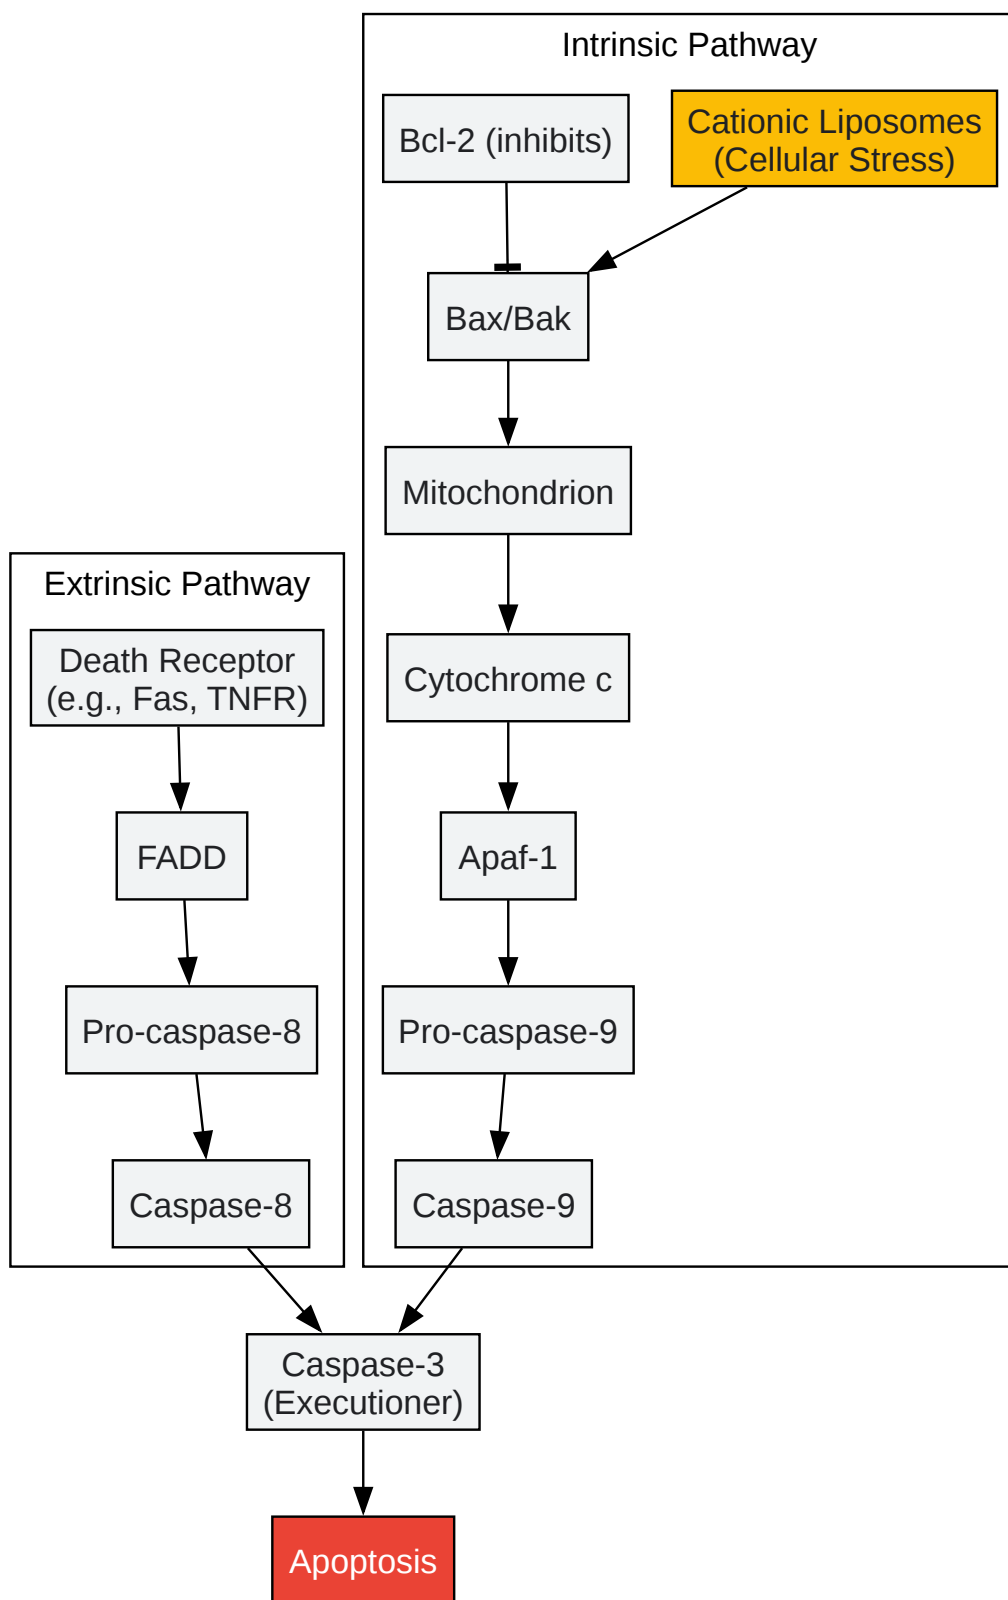 Intrinsic Pathway
Bcl-2 (inhibits)
Cationic Liposomes
(Cellular Stress)
Bax/Bak
Mitochondrion
Cytochrome c
Apaf-1
Pro-caspase-9
Caspase-9
Extrinsic Pathway
Death Receptor
(e.g., Fas, TNFR)
FADD
Pro-caspase-8
Caspase-8
Caspase-3
(Executioner)
Apoptosis